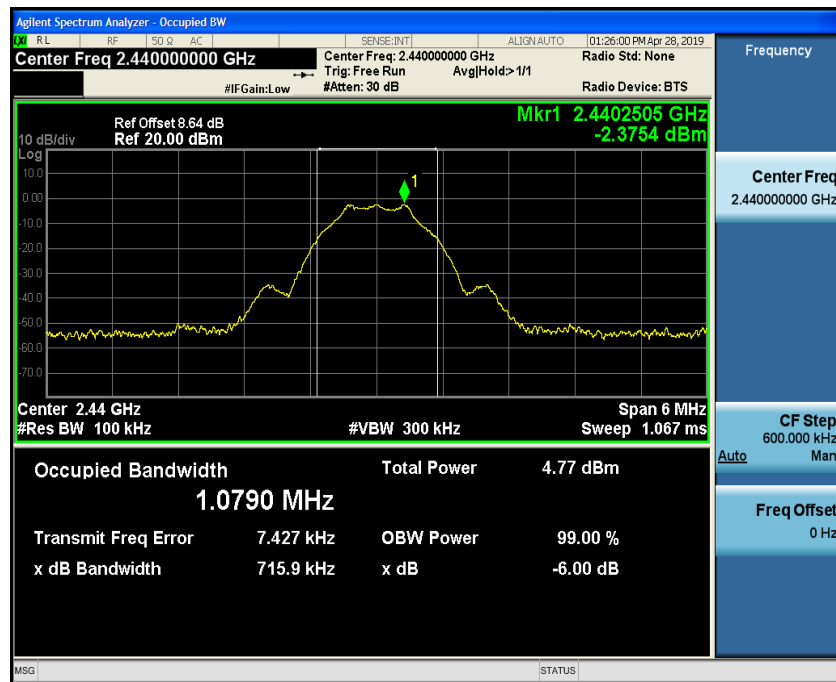 Agilent Spectrum Analyzer - Occupied BW
LXI RL RF 50 Ω AC SENSE:INT ALIGN AUTO 01:26:00 PM Apr 28, 2019
Center Freq 2.440000000 GHz
Center Freq: 2.440000000 GHz
Radio Std: None
Trig: Free Run Avg|Hold:>1/1
#IFGain:Low
#Atten: 30 dB
Radio Device: BTS
Frequency
Mkr1 2.4402505 GHz
-2.3754 dBm
Ref Offset 8.64 dB
10 dB/div Ref 20.00 dBm
Log
10.0
0.00
-10.0
-20.0
-30.0
-40.0
-50.0
-60.0
-70.0
1
Center Freq
2.440000000 GHz
Center 2.44 GHz Span 6 MHz
#Res BW 100 kHz #VBW 300 kHz Sweep 1.067 ms
CF Step
600.000 kHz
Auto Man
Occupied Bandwidth Total Power 4.77 dBm
1.0790 MHz
Transmit Freq Error 7.427 kHz OBW Power 99.00 %
x dB Bandwidth 715.9 kHz x dB -6.00 dB
Freq Offset
0 Hz
MSG STATUS